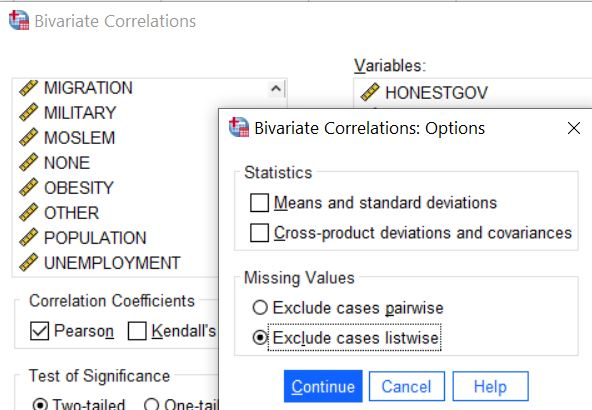 Bivariate Correlations
Variables:
MIGRATION
MILITARY
MOSLEM
NONE
OBESITY
OTHER
POPULATION
UNEMPLOYMENT
HONESTGOV
Correlation Coefficients
Pearson Kendall's
Test of Significance
Two-tailed One-tail
Bivariate Correlations: Options
Statistics
Means and standard deviations
Cross-product deviations and covariances
Missing Values
Exclude cases pairwise
Exclude cases listwise
Continue Cancel Help